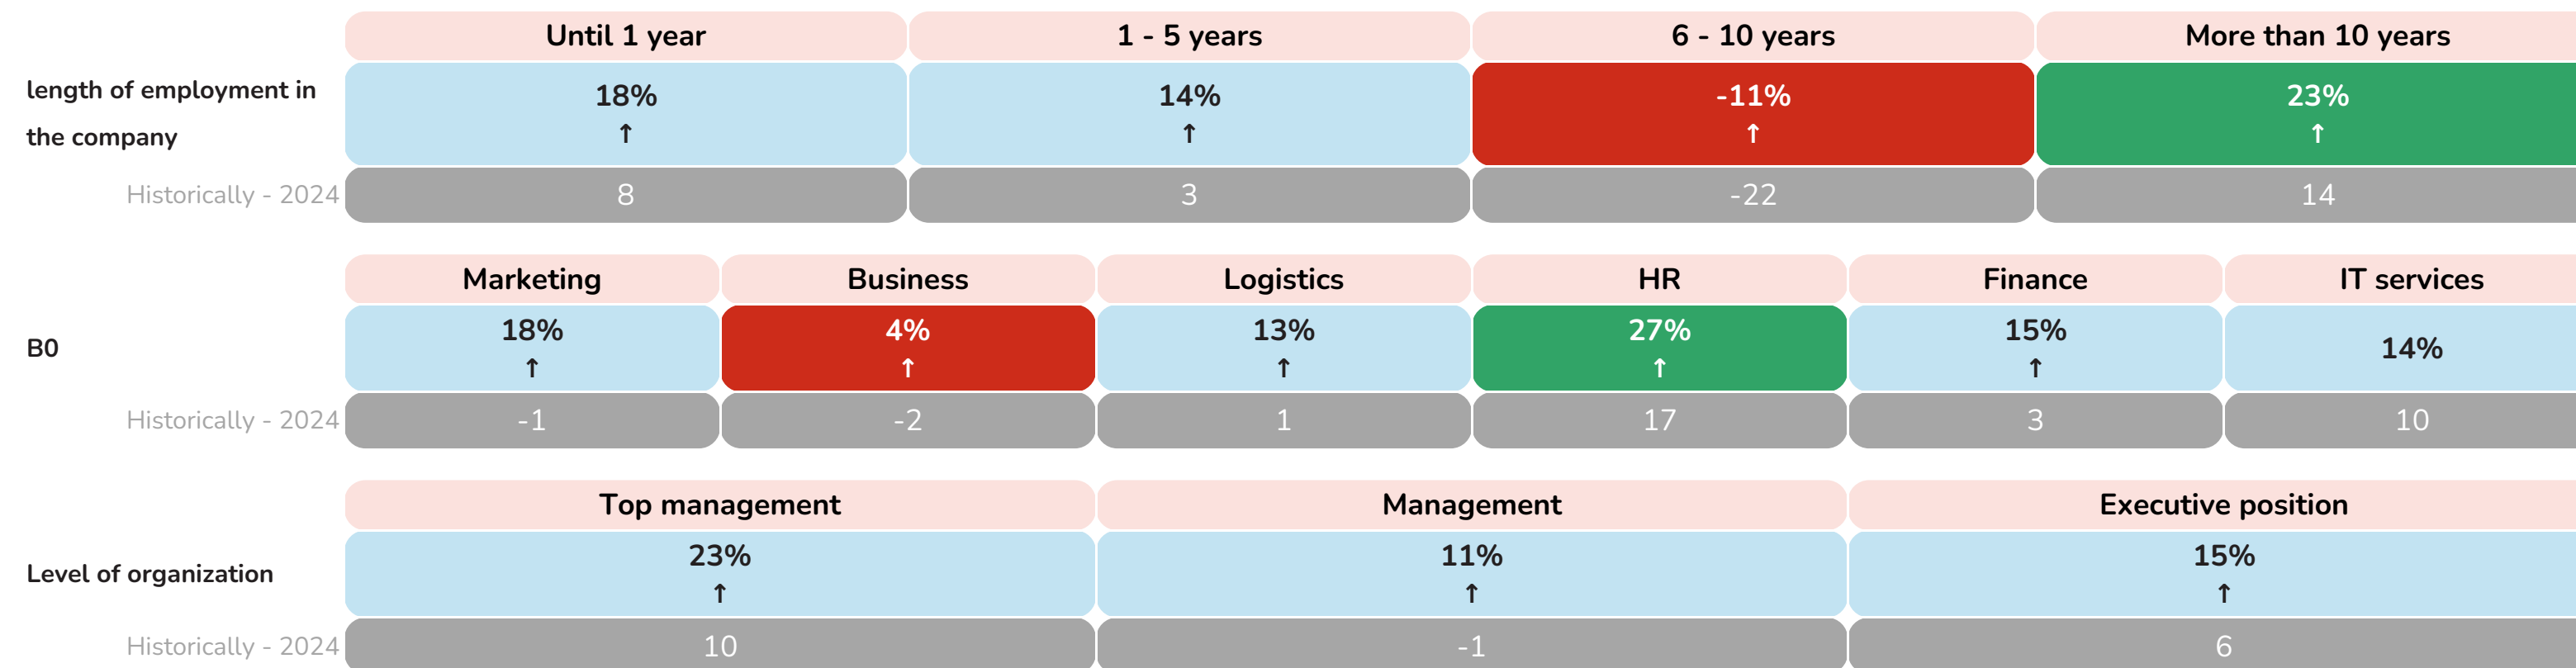 Until 1 year 1 - 5 years 6 - 10 years More than 10 years
length of employment in
the company
18% 14% -11% 23%
↑ ↑ ↑ ↑
Historically - 2024 8 3 -22 14
Marketing Business Logistics HR Finance IT services
B0
18% 4% 13% 27% 15% 14%
↑ ↑ ↑ ↑ ↑
Historically - 2024 -1 -2 1 17 3 10
Top management Management Executive position
Level of organization
23% 11% 15%
↑ ↑ ↑
Historically - 2024 10 -1 6